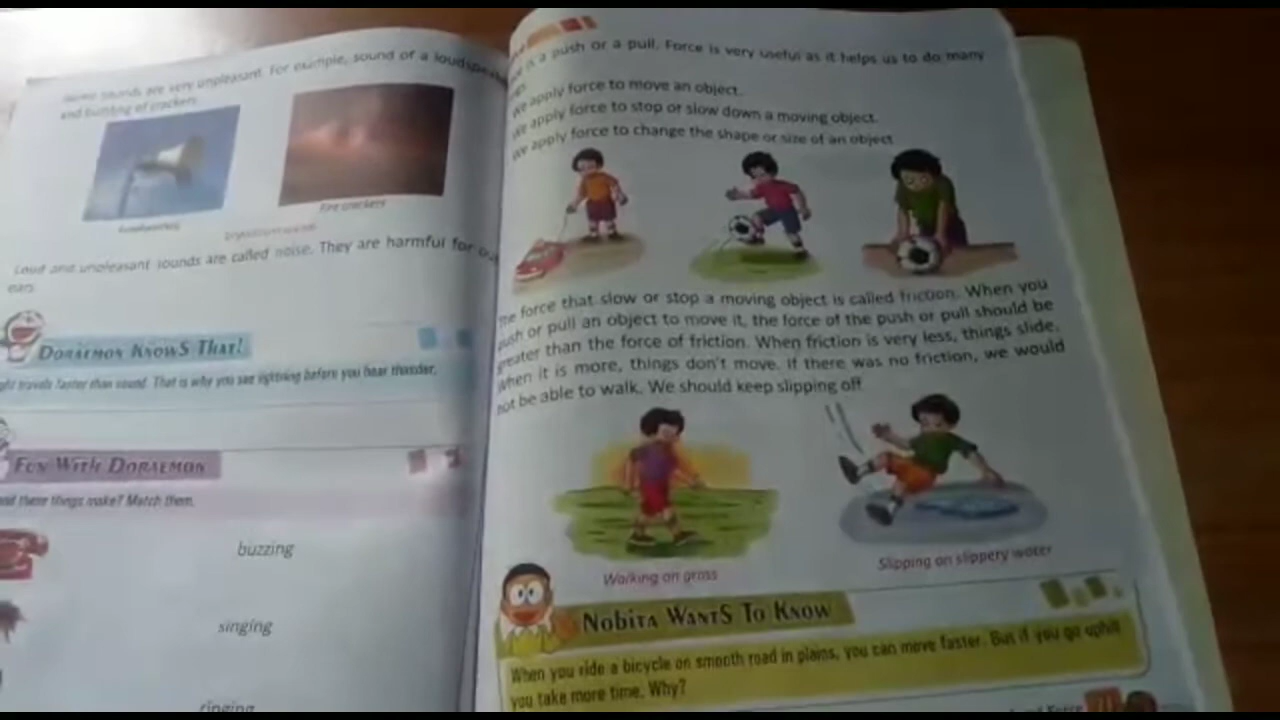 sounds are very unpleasant. For example, sound of a loudspeake
and bursting of crackers
Fire crackers
Loud and unpleasant sounds are called noise. They are harmful for ou
ears.
DORAEMON KNOWS THAT!
ght travels faster than sound. That is why you see lightning before you hear thunder.
FUN WITH DORAEMON
these things make? Match them.
buzzing
singing
ringing
is a push or a pull. Force is very useful as it helps us to do many
We apply force to move an object.
We apply force to stop or slow down a moving object.
We apply force to change the shape or size of an object
The force that slow or stop a moving object is called friction. When you
push or pull an object to move it, the force of the push or pull should be
greater than the force of friction. When friction is very less, things slide.
When it is more, things don't move. If there was no friction, we would
not be able to walk. We should keep slipping off
Walking on grass
Slipping on slippery water
NOBITA WANTS TO KNOW
When you ride a bicycle on smooth road in plains, you can move faster. But if you go uphill
you take more time. Why?
Force